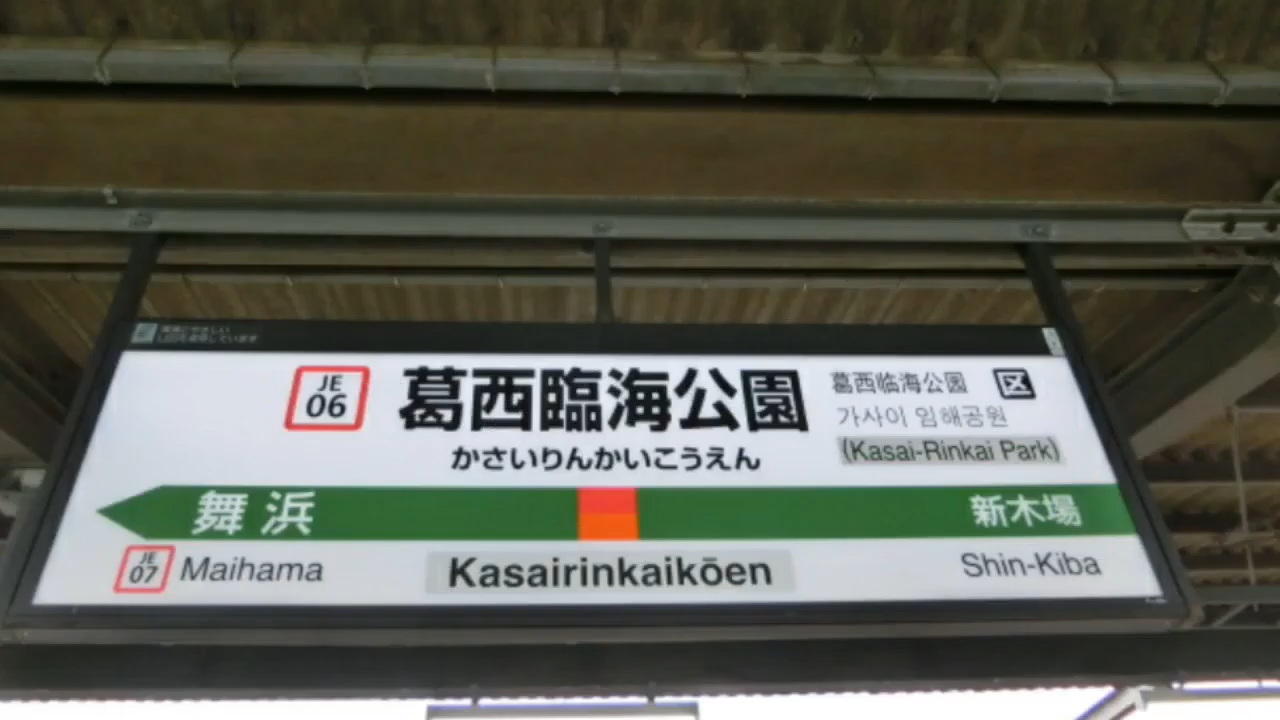 JE
06
葛西臨海公園
かさいりんかいこうえん
葛西临海公园
区
가사이 임해공원
(Kasai-Rinkai Park)
舞浜
新木場
JE
07
Maihama
Kasairinkaikōen
Shin-Kiba